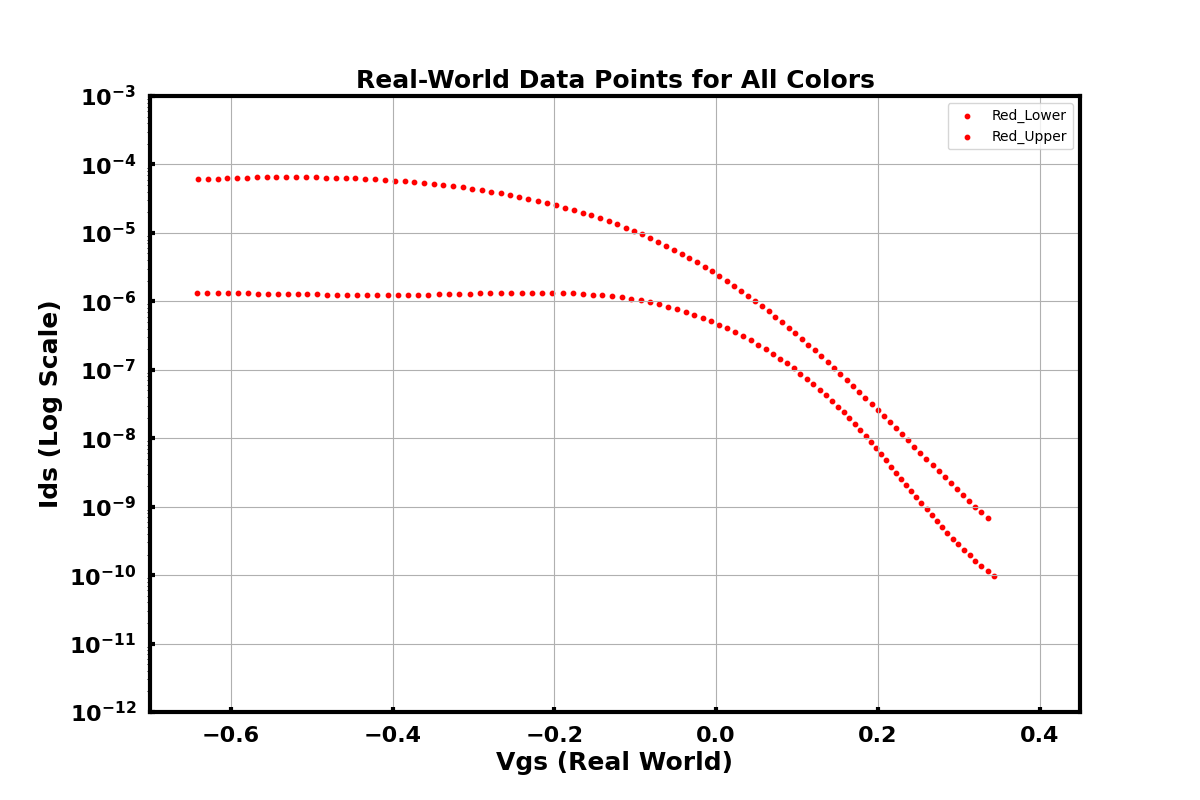 Real-World Data Points for All Colors
Red_Lower
Red_Upper
10⁻³
10⁻⁴
10⁻⁵
10⁻⁶
10⁻⁷
10⁻⁸
10⁻⁹
10⁻¹⁰
10⁻¹¹
10⁻¹²
Ids (Log Scale)
−0.6 −0.4 −0.2 0.0 0.2 0.4
Vgs (Real World)